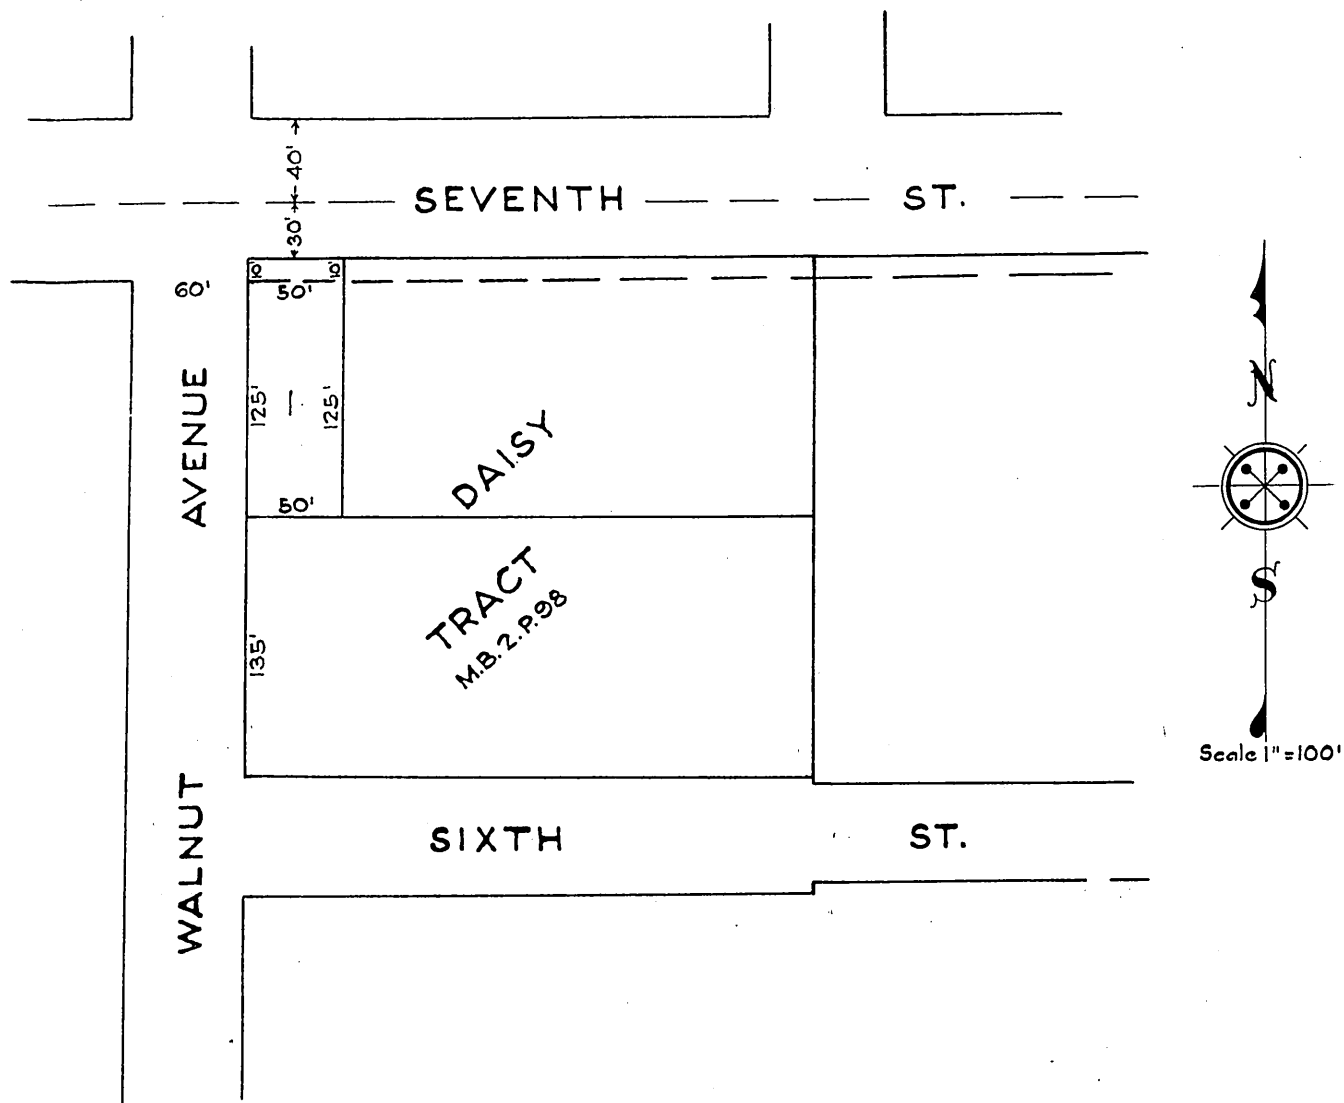 40'
SEVENTH ST.
30'
10' 10'
60'
50'
AVENUE
125' 125'
DAISY
50'
TRACT
M.B. 2. P. 98
135'
N
S
Scale 1"=100'
WALNUT
SIXTH ST.